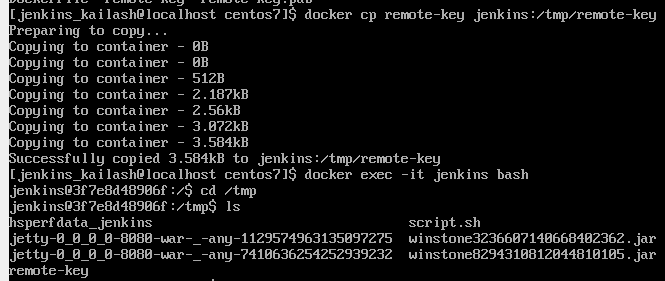 Dockerfile  remote-key  remote-key.pub
[jenkins_kailash@localhost centos7]$ docker cp remote-key jenkins:/tmp/remote-key
Preparing to copy...
Copying to container - 0B
Copying to container - 0B
Copying to container - 512B
Copying to container - 2.187kB
Copying to container - 2.56kB
Copying to container - 3.072kB
Copying to container - 3.584kB
Successfully copied 3.584kB to jenkins:/tmp/remote-key
[jenkins_kailash@localhost centos7]$ docker exec -it jenkins bash
jenkins@3f7e8d48906f:/$ cd /tmp
jenkins@3f7e8d48906f:/tmp$ ls
hsperfdata_jenkins                                script.sh
jetty-0_0_0_0-8080-war-_-any-1129574963135097275  winstone3236607140668402362.jar
jetty-0_0_0_0-8080-war-_-any-7410636254252939232  winstone8294310812044810105.jar
remote-key